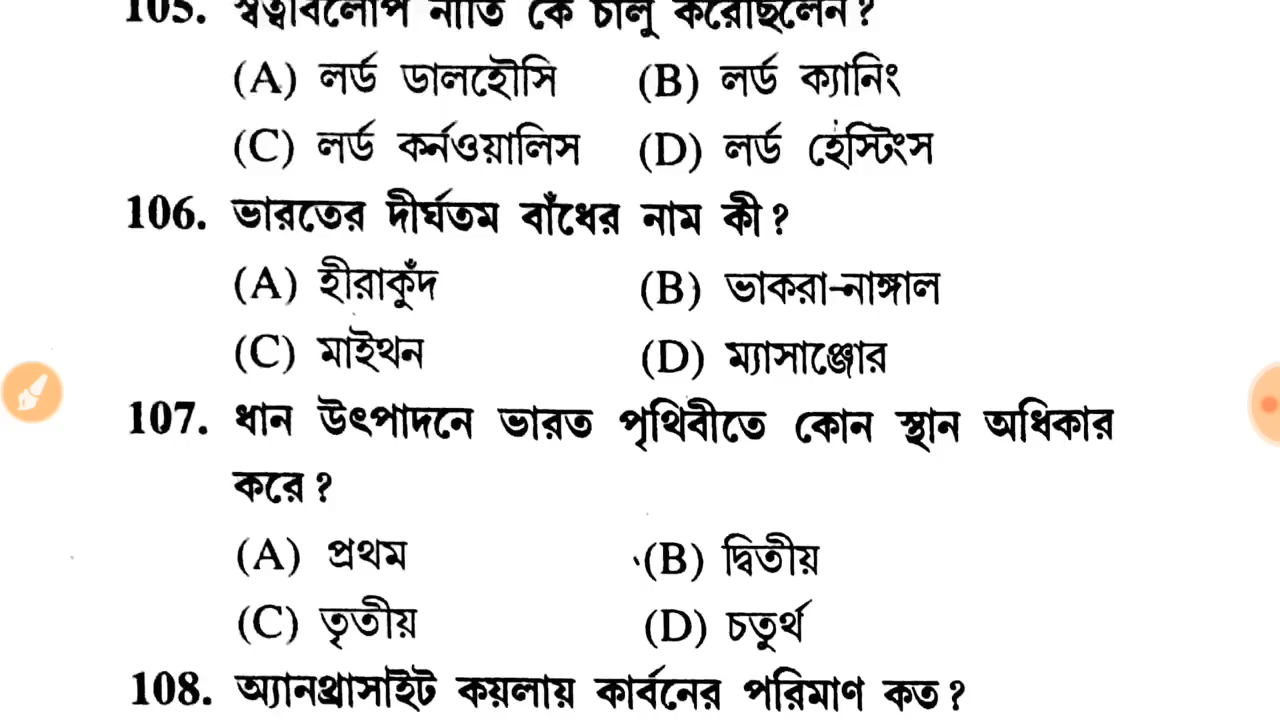 105. স্বত্ববিলোপ নীতি কে চালু করেছিলেন?
(A) লর্ড ডালহৌসি (B) লর্ড ক্যানিং
(C) লর্ড কর্নওয়ালিস (D) লর্ড হেস্টিংস
106. ভারতের দীর্ঘতম বাঁধের নাম কী?
(A) হীরাকুঁদ (B) ভাকরা-নাঙ্গাল
(C) মাইথন (D) ম্যাসাঞ্জোর
107. ধান উৎপাদনে ভারত পৃথিবীতে কোন স্থান অধিকার
করে?
(A) প্রথম (B) দ্বিতীয়
(C) তৃতীয় (D) চতুর্থ
108. অ্যানথ্রাসাইট কয়লায় কার্বনের পরিমাণ কত?